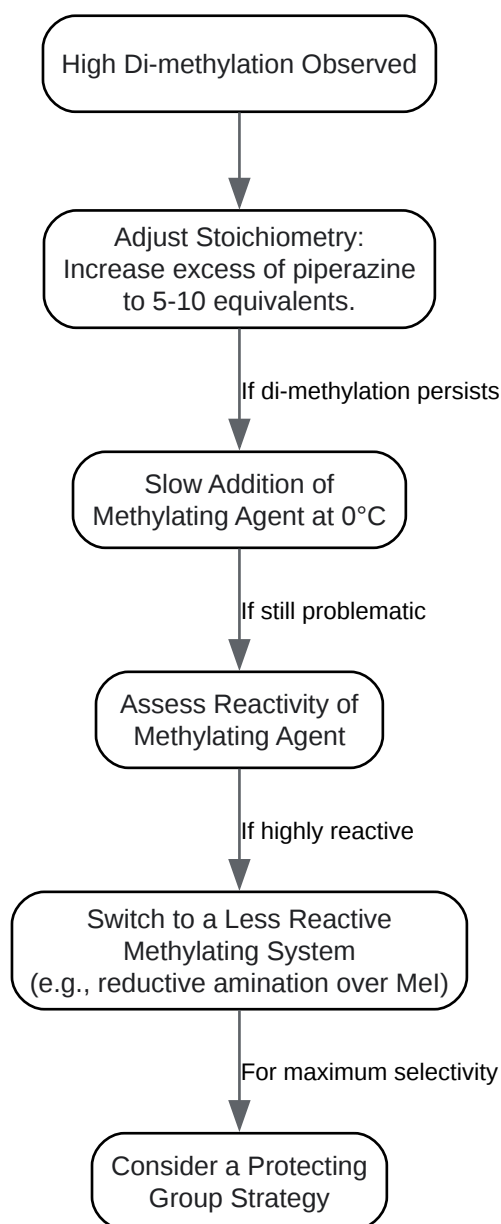 High Di-methylation Observed
Adjust Stoichiometry:
Increase excess of piperazine
to 5-10 equivalents.
If di-methylation persists
Slow Addition of
Methylating Agent at 0°C
If still problematic
Assess Reactivity of
Methylating Agent
If highly reactive
Switch to a Less Reactive
Methylating System
(e.g., reductive amination over MeI)
For maximum selectivity
Consider a Protecting
Group Strategy